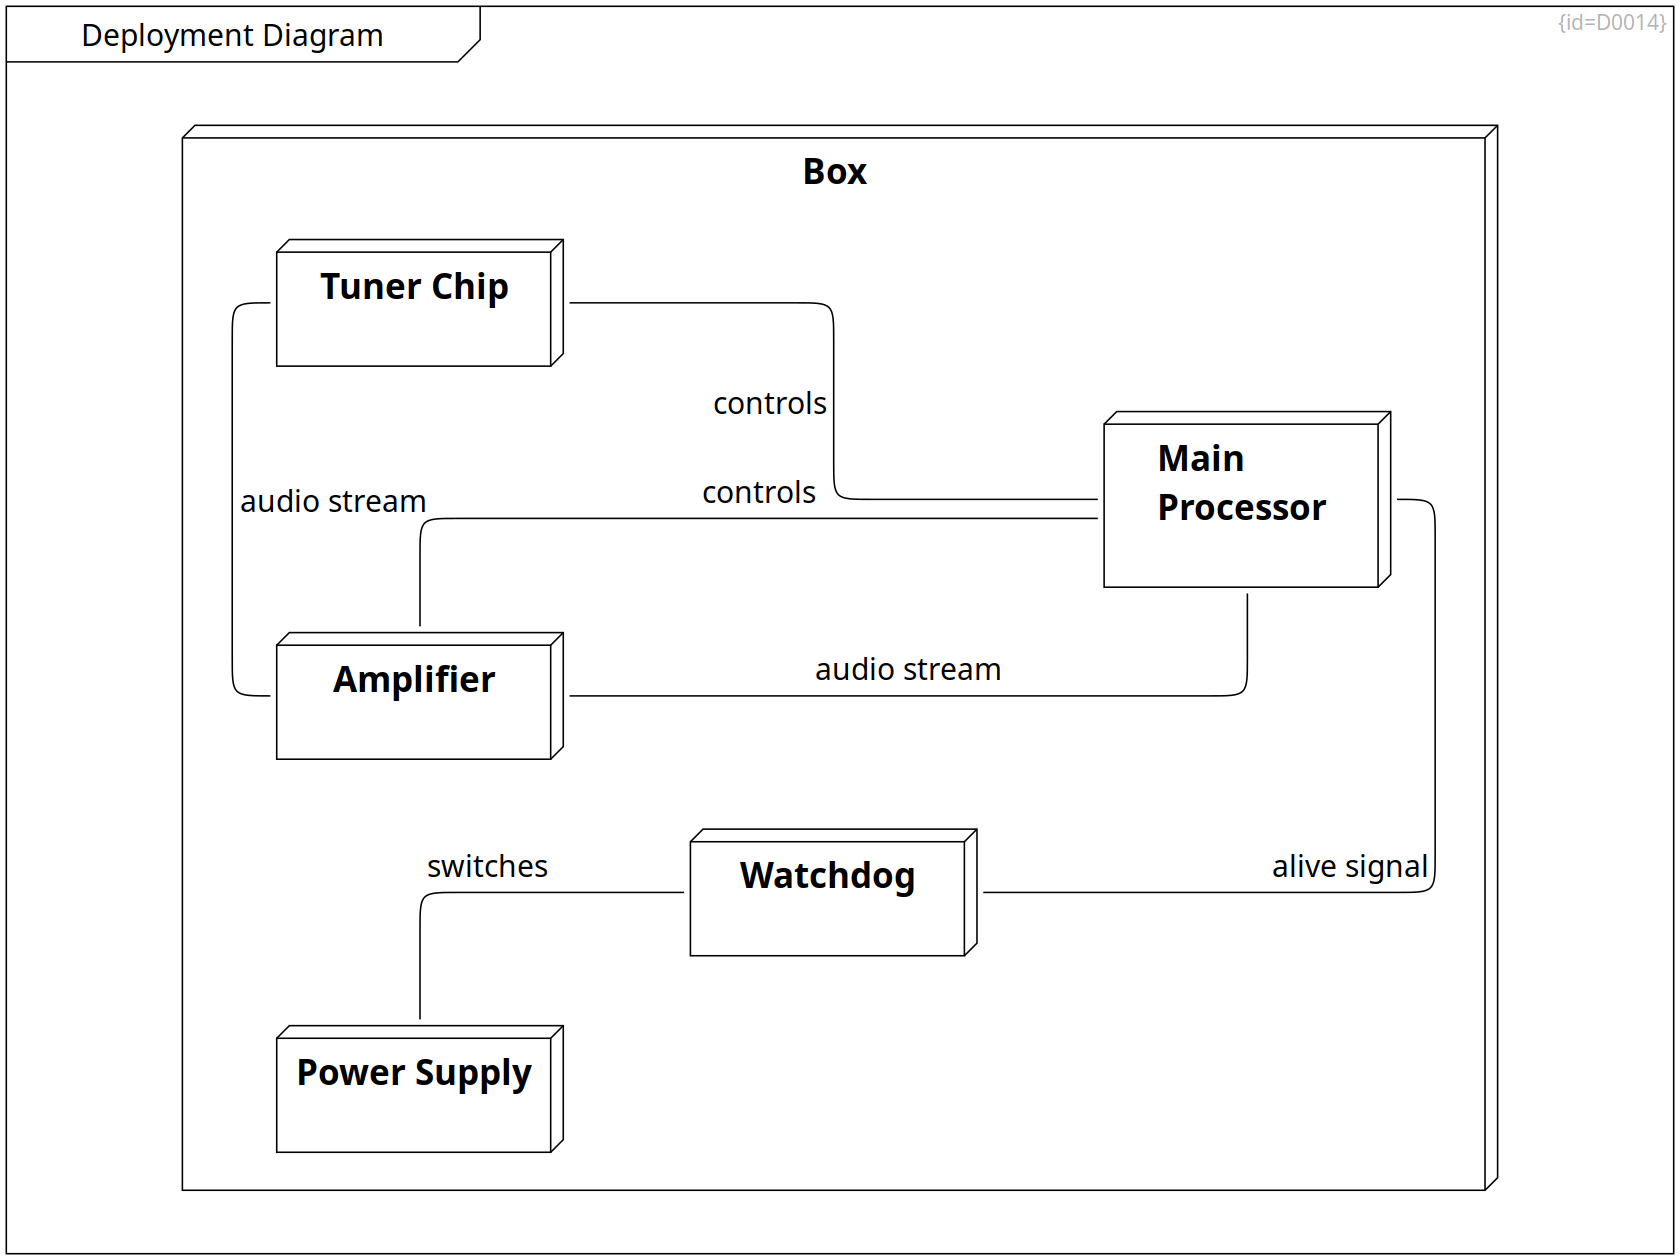 Deployment Diagram
{id=D0014}
Box
Tuner Chip
controls
Main
Processor
controls
audio stream
Amplifier
audio stream
switches
Watchdog
alive signal
Power Supply